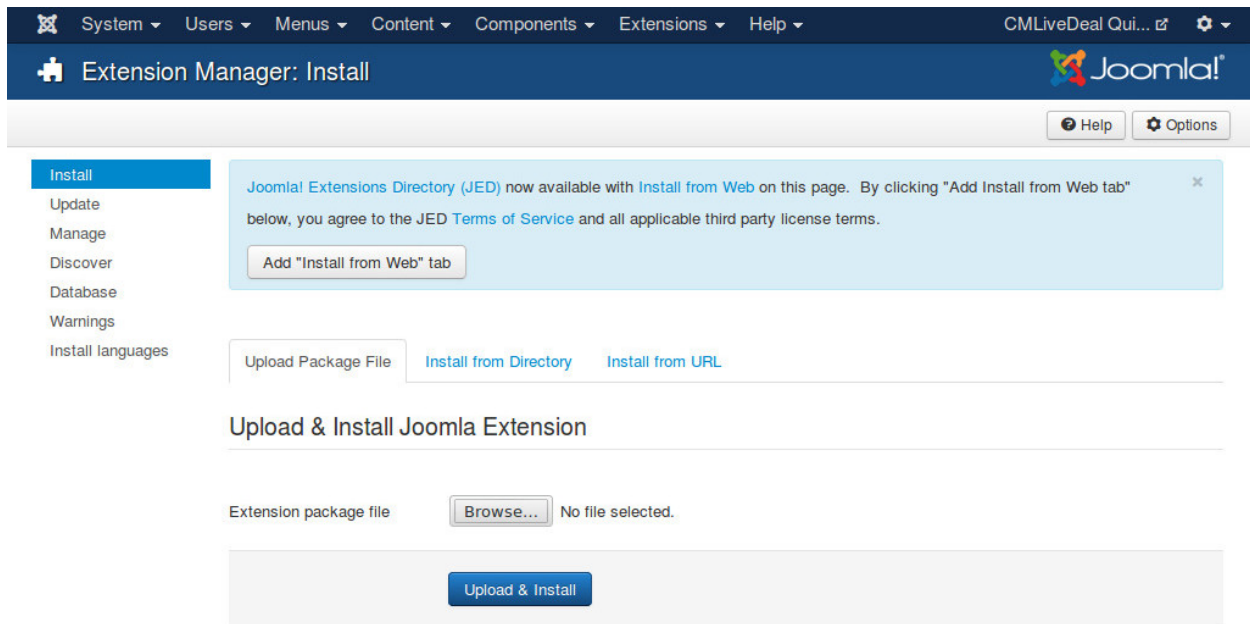 System Users Menus Content Components Extensions Help CMLiveDeal Qui...
Extension Manager: Install Joomla!
Help Options
Install
Update
Manage
Discover
Database
Warnings
Install languages
Joomla! Extensions Directory (JED) now available with Install from Web on this page. By clicking "Add Install from Web tab"
below, you agree to the JED Terms of Service and all applicable third party license terms.
Add "Install from Web" tab
Upload Package File Install from Directory Install from URL
Upload & Install Joomla Extension
Extension package file Browse... No file selected.
Upload & Install